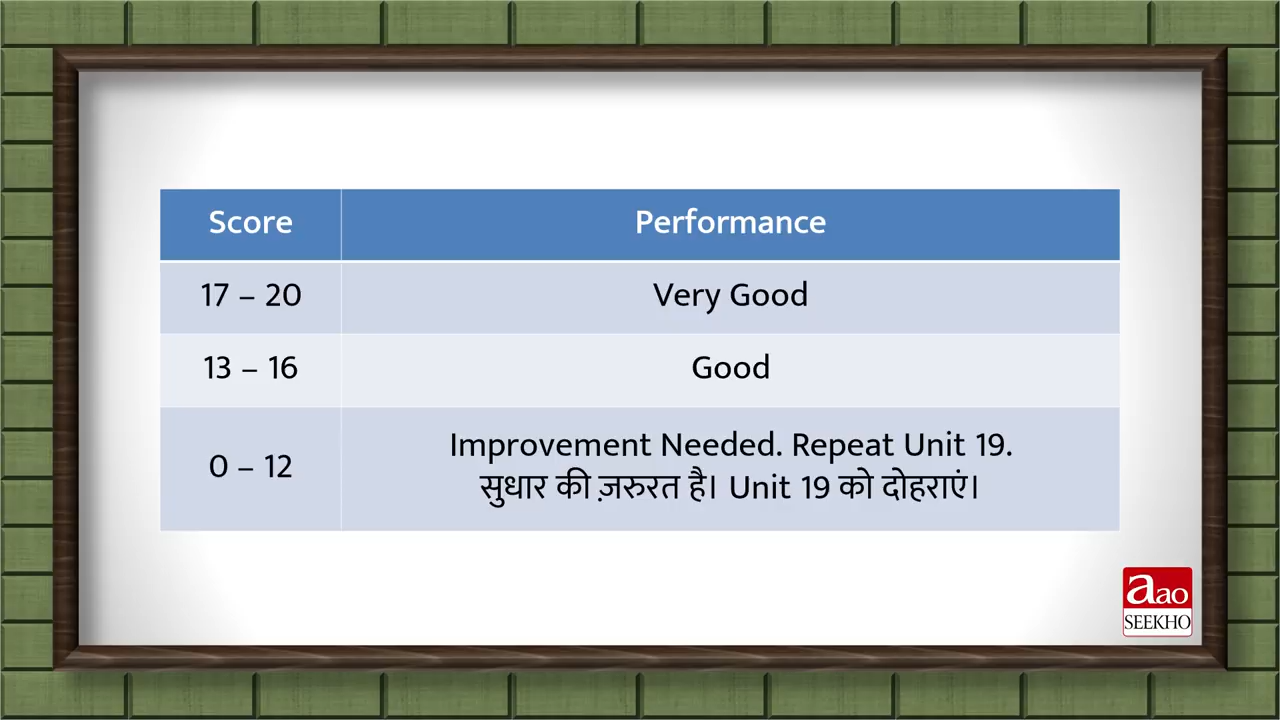 Score Performance
17 – 20 Very Good
13 – 16 Good
0 – 12 Improvement Needed. Repeat Unit 19.
सुधार की ज़रुरत है। Unit 19 को दोहराएं।
aao
SEEKHO